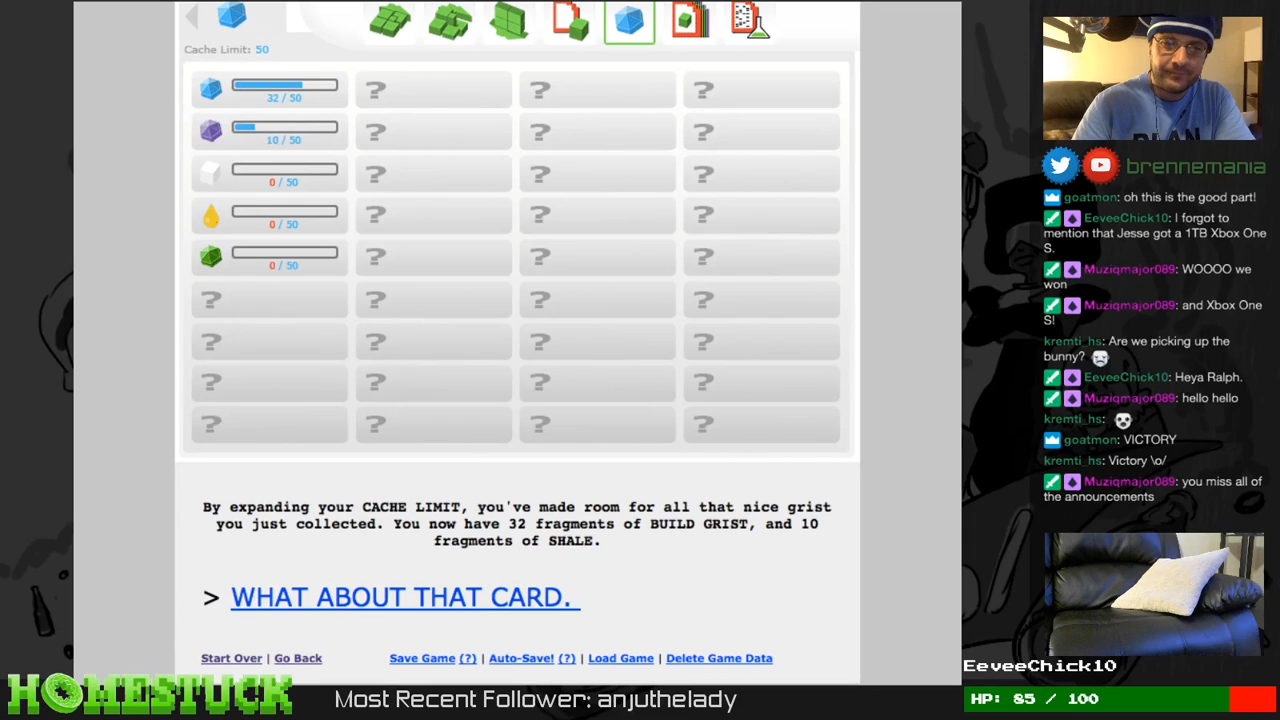 Cache Limit: 50
32 / 50
? ? ?
10 / 50
? ? ?
0 / 50
? ? ?
0 / 50
? ? ?
0 / 50
? ? ?
? ? ? ?
? ? ? ?
? ? ? ?
? ? ? ?
By expanding your CACHE LIMIT, you've made room for all that nice grist
you just collected. You now have 32 fragments of BUILD GRIST, and 10
fragments of SHALE.
> WHAT ABOUT THAT CARD.
Start Over | Go Back
Save Game (?) | Auto-Save! (?) | Load Game | Delete Game Data
PLAN
brennemania
goatmon: oh this is the good part!
EeveeChick10: I forgot to
mention that Jesse got a 1TB Xbox One
S.
Muziqmajor089: WOOOO we
won
Muziqmajor089: and Xbox One
S!
kremti_hs: Are we picking up the
bunny?
EeveeChick10: Heya Ralph.
Muziqmajor089: hello hello
kremti_hs:
goatmon: VICTORY
kremti_hs: Victory \o/
Muziqmajor089: you miss all of
the announcements
EeveeChick10
HP: 85 / 100
HOMESTUCK
Most Recent Follower: anjuthelady